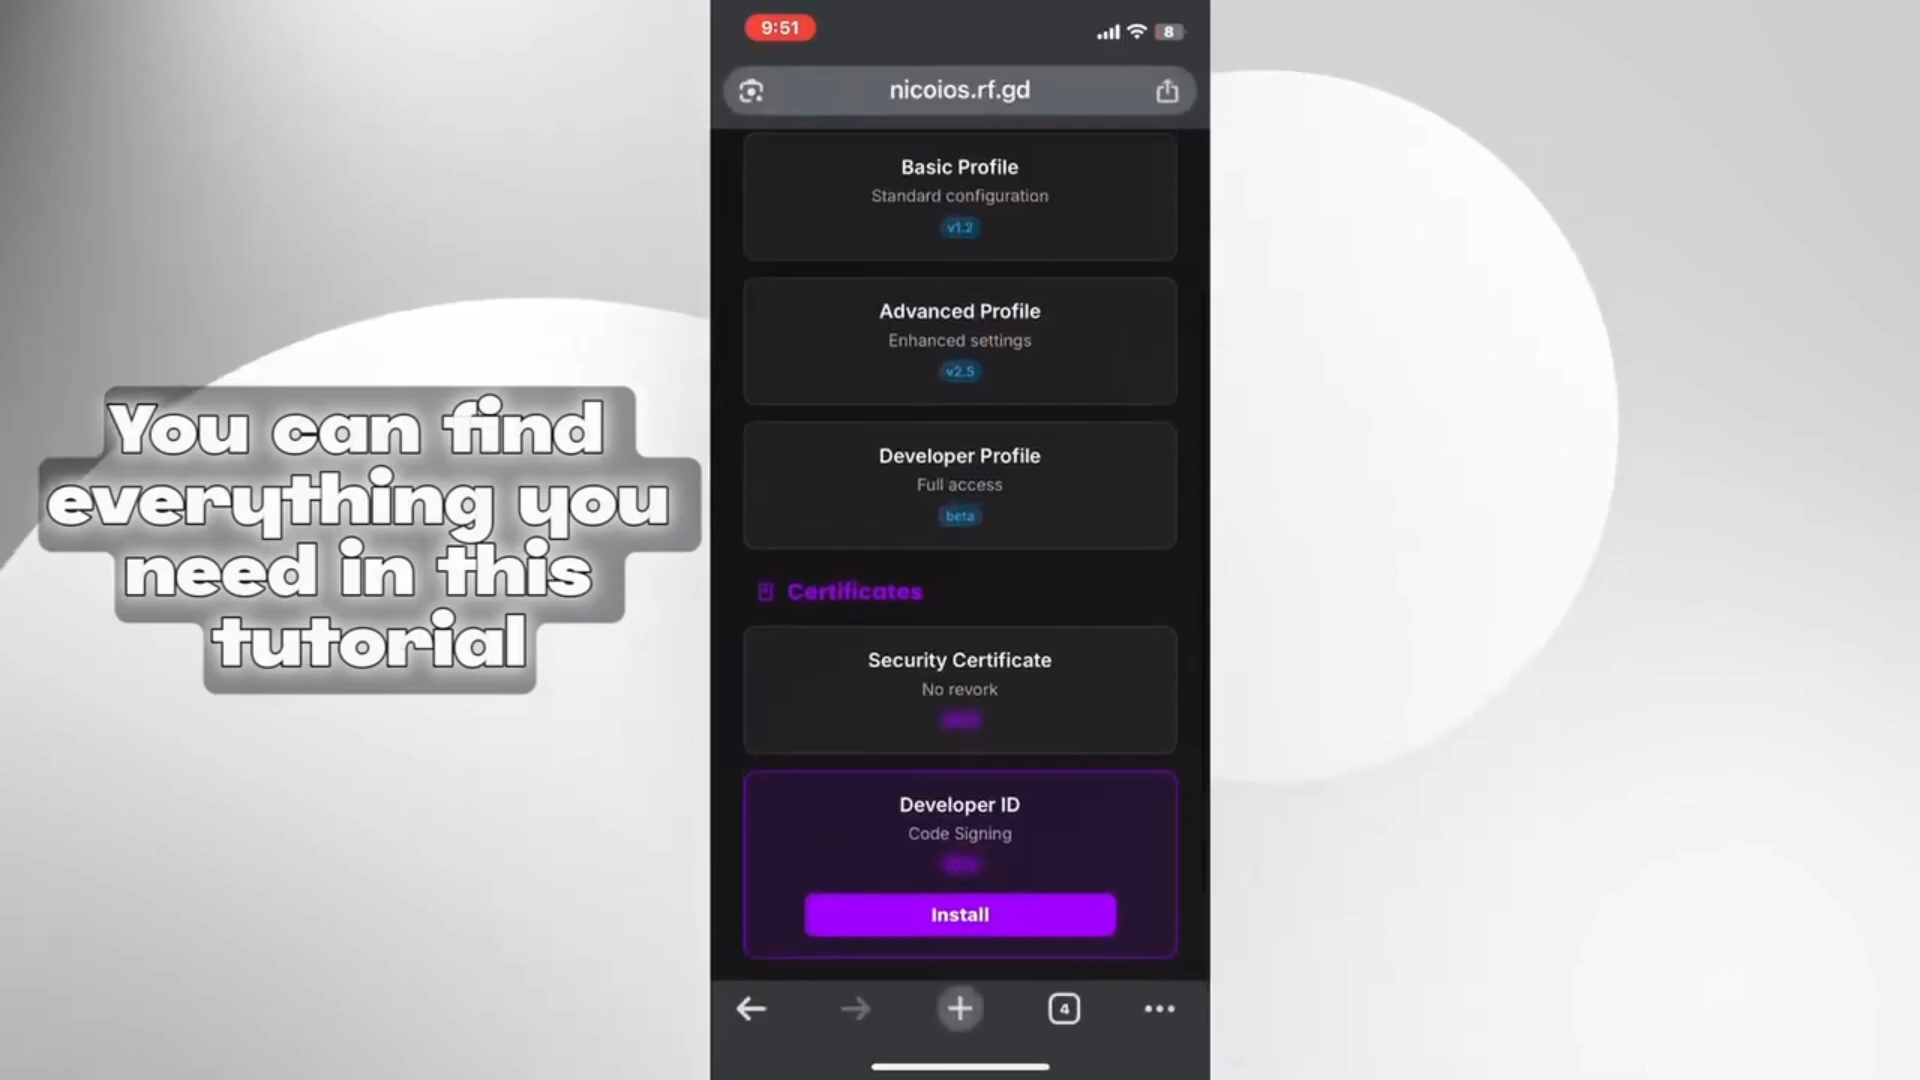 You can find
everything you
need in this
tutorial
9:51
8
nicoios.rf.gd
Basic Profile
Standard configuration
v1.2
Advanced Profile
Enhanced settings
v2.5
Developer Profile
Full access
beta
Certificates
Security Certificate
No revork
Developer ID
Code Signing
Install
4